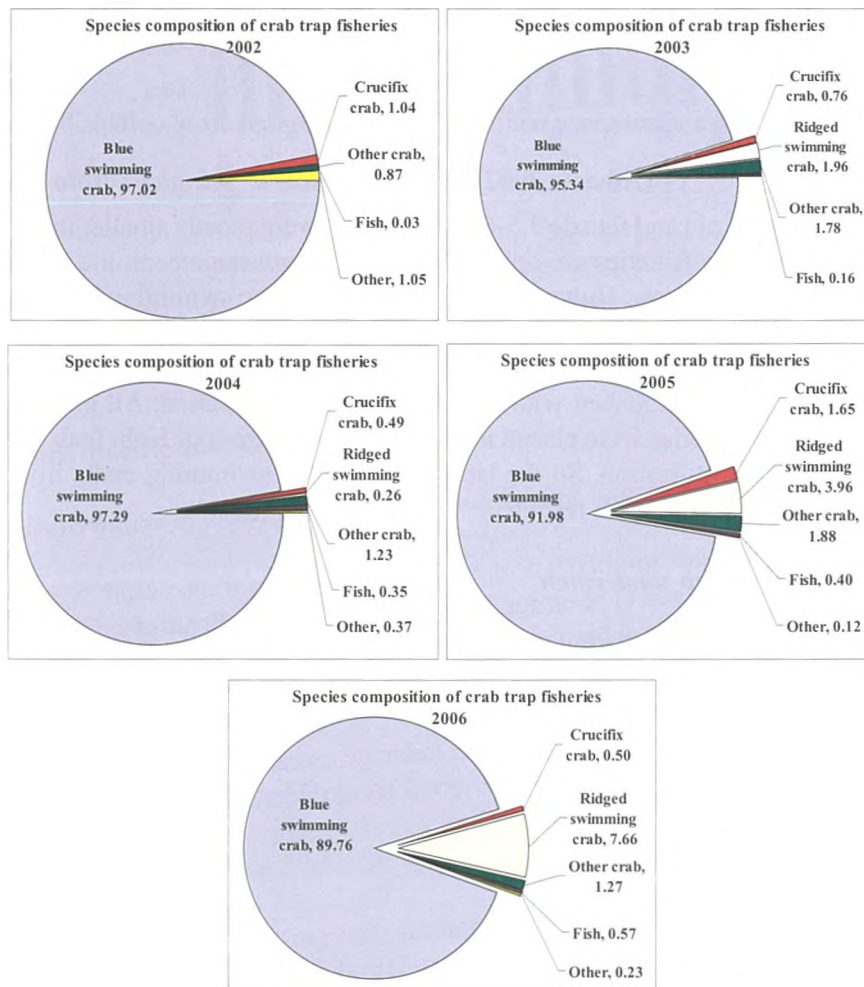 Species composition of crab trap fisheries
2002
Blue
swimming
crab, 97.02
Crucifix
crab, 1.04
Other crab,
0.87
Fish, 0.03
Other, 1.05
Species composition of crab trap fisheries
2003
Blue
swimming
crab, 95.34
Crucifix
crab, 0.76
Ridged
swimming
crab, 1.96
Other crab,
1.78
Fish, 0.16
Species composition of crab trap fisheries
2004
Blue
swimming
crab, 97.29
Crucifix
crab, 0.49
Ridged
swimming
crab, 0.26
Other crab,
1.23
Fish, 0.35
Other, 0.37
Species composition of crab trap fisheries
2005
Blue
swimming
crab, 91.98
Crucifix
crab, 1.65
Ridged
swimming
crab, 3.96
Other crab,
1.88
Fish, 0.40
Other, 0.12
Species composition of crab trap fisheries
2006
Blue
swimming
crab, 89.76
Crucifix
crab, 0.50
Ridged
swimming
crab, 7.66
Other crab,
1.27
Fish, 0.57
Other, 0.23